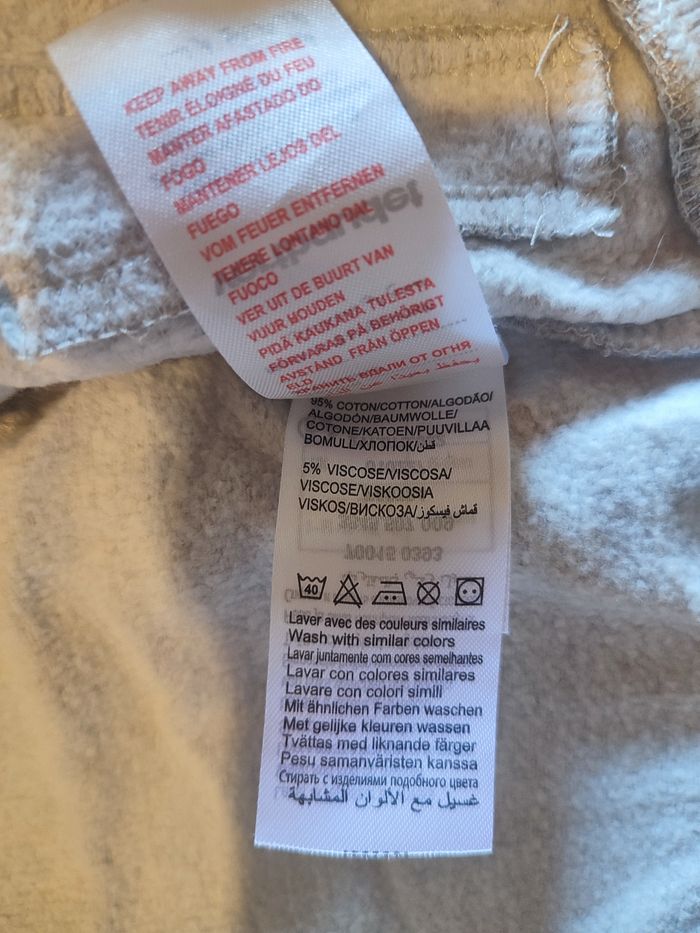 KEEP AWAY FROM FIRE
TENIR ÉLOIGNÉ DU FEU
MANTER AFASTADO DO
FOGO
MANTENER LEJOS DEL
FUEGO
VOM FEUER ENTFERNEN
TENERE LONTANO DAL
FUOCO
VER UIT DE BUURT VAN
VUUR HOUDEN
PIDÄ KAUKANA TULESTA
FÖRVARAS PÅ BEHÖRIGT
AVSTÅND FRÅN ÖPPEN
ELD
ХРАНИТЬ ВДАЛИ ОТ ОГНЯ
95% COTON/COTTON/ALGODÃO/
ALGODÓN/BAUMWOLLE/
COTONE/KATOEN/PUUVILLAA
BOMULL/ХЛОПОК/قطن
5% VISCOSE/VISCOSA/
VISCOSE/VISKOOSIA
VISKOS/ВИСКОЗА/قماش فيسكوز
40
Laver avec des couleurs similaires
Wash with similar colors
Lavar juntamente com cores semelhantes
Lavar con colores similares
Lavare con colori simili
Mit ähnlichen Farben waschen
Met gelijke kleuren wassen
Tvättas med liknande färger
Pesu samanväristen kanssa
Стирать с изделиями подобного цвета
غسيل مع الألوان المشابهة